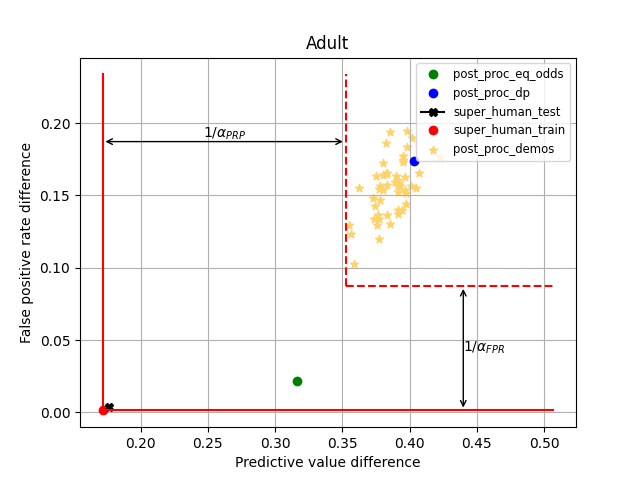 Adult
post_proc_eq_odds
post_proc_dp
super_human_test
super_human_train
post_proc_demos
1/α_PRP
1/α_FPR
False positive rate difference
0.20
0.15
0.10
0.05
0.00
0.20 0.25 0.30 0.35 0.40 0.45 0.50
Predictive value difference